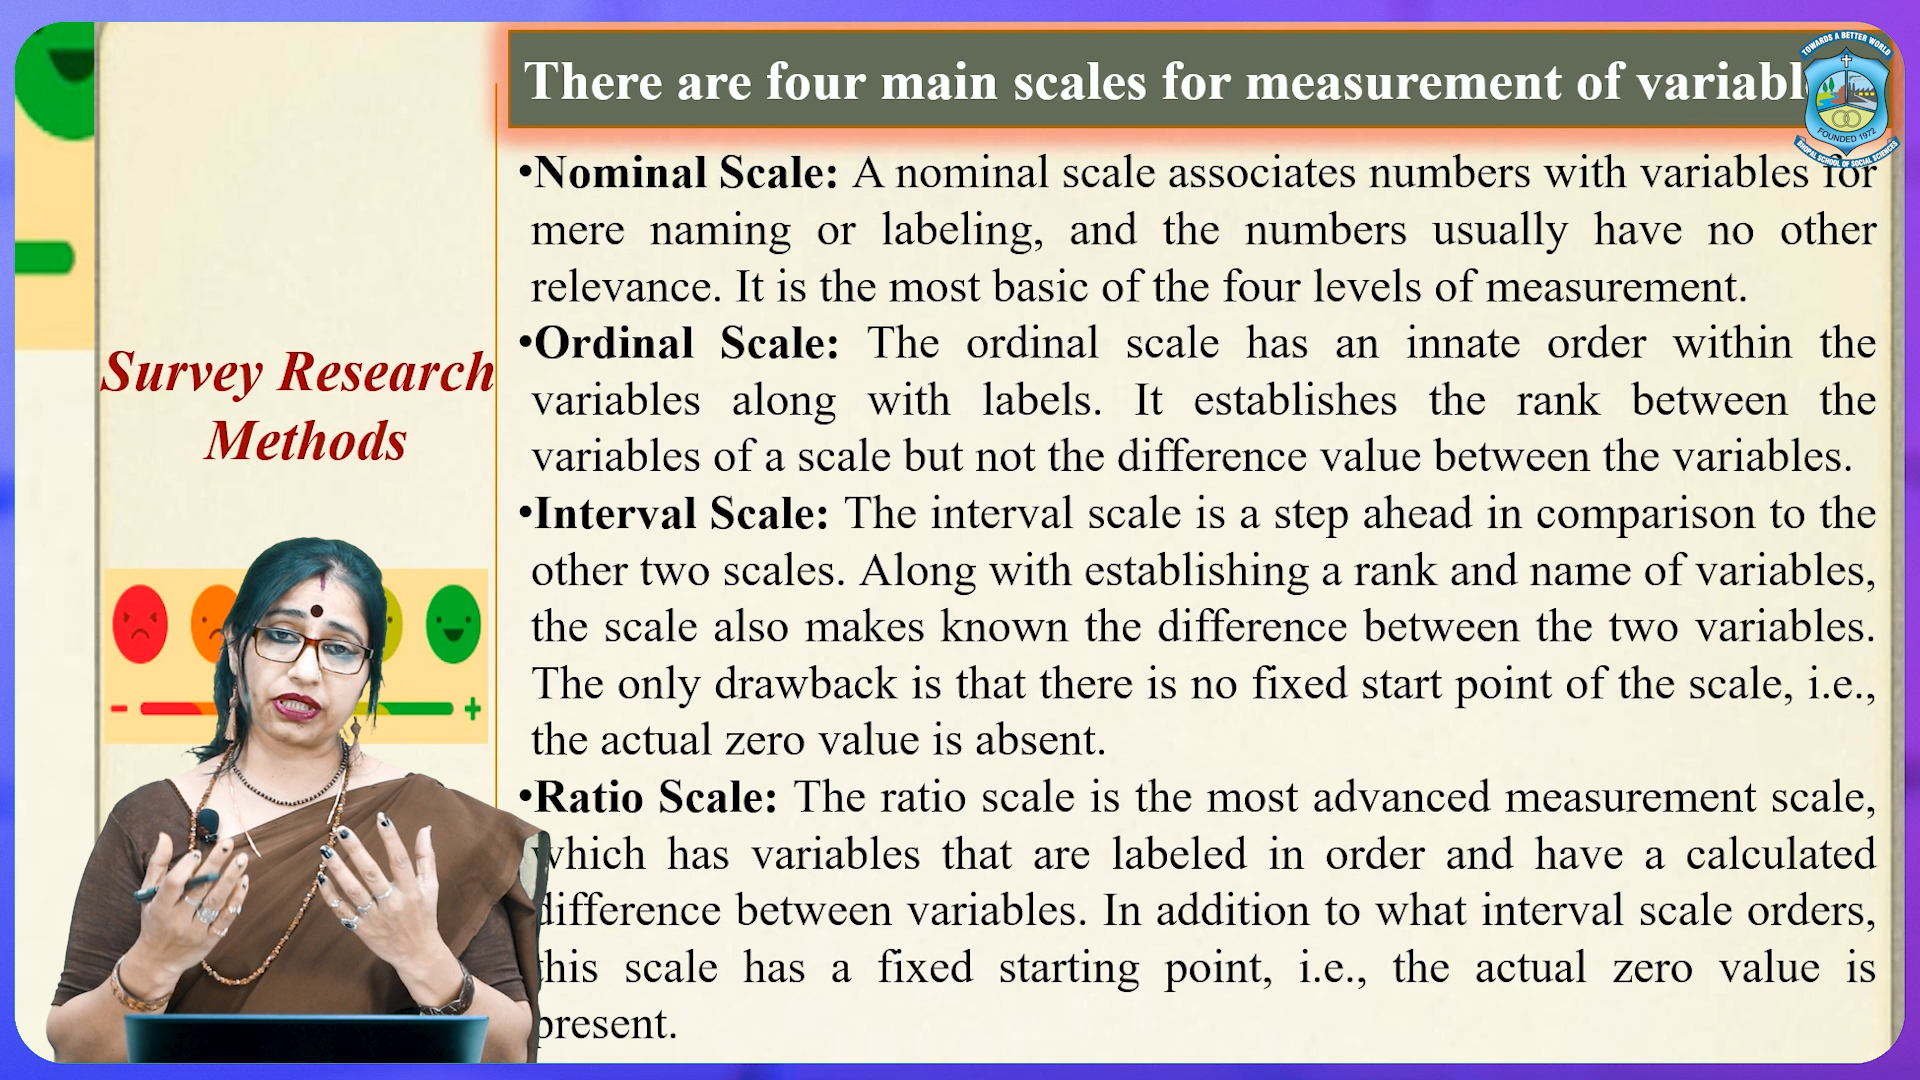 There are four main scales for measurement of
TOWARDS A BETTER WORLD
FOUNDED 1972
BHOPAL SCHOOL OF SOCIAL SCIENCES
Survey Research
Methods
•Nominal Scale: A nominal scale associates numbers with variables for
mere naming or labeling, and the numbers usually have no other
relevance. It is the most basic of the four levels of measurement.
•Ordinal Scale: The ordinal scale has an innate order within the
variables along with labels. It establishes the rank between the
variables of a scale but not the difference value between the variables.
•Interval Scale: The interval scale is a step ahead in comparison to the
other two scales. Along with establishing a rank and name of variables,
the scale also makes known the difference between the two variables.
The only drawback is that there is no fixed start point of the scale, i.e.,
the actual zero value is absent.
•Ratio Scale: The ratio scale is the most advanced measurement scale,
which has variables that are labeled in order and have a calculated
difference between variables. In addition to what interval scale orders,
this scale has a fixed starting point, i.e., the actual zero value is
present.